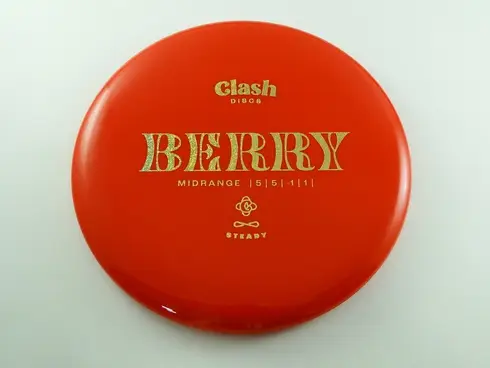 Clash
DISCS
BERRY
MIDRANGE |5|5|-1|1|
STEADY